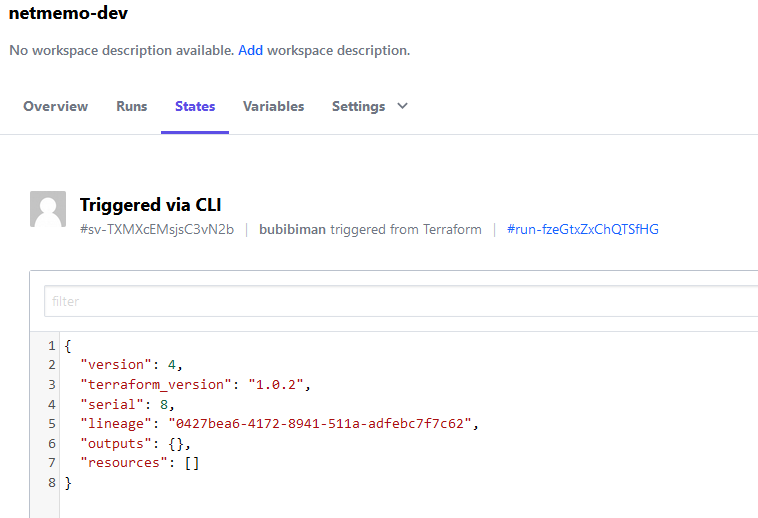 netmemo-dev
No workspace description available. Add workspace description.
Overview Runs States Variables Settings
Triggered via CLI
#sv-TXMXcEMsjsC3vN2b | bubibiman triggered from Terraform | #run-fzeGtxZxChQTSfHG
filter
1 {
2 "version": 4,
3 "terraform_version": "1.0.2",
4 "serial": 8,
5 "lineage": "0427bea6-4172-8941-511a-adfebc7f7c62",
6 "outputs": {},
7 "resources": []
8 }